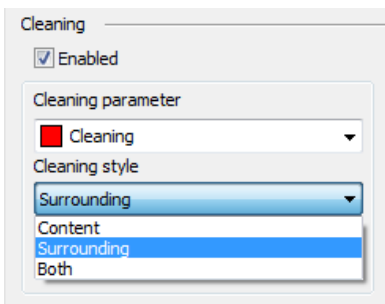 Cleaning
Enabled
Cleaning parameter
Cleaning
Cleaning style
Surrounding
Content
Surrounding
Both